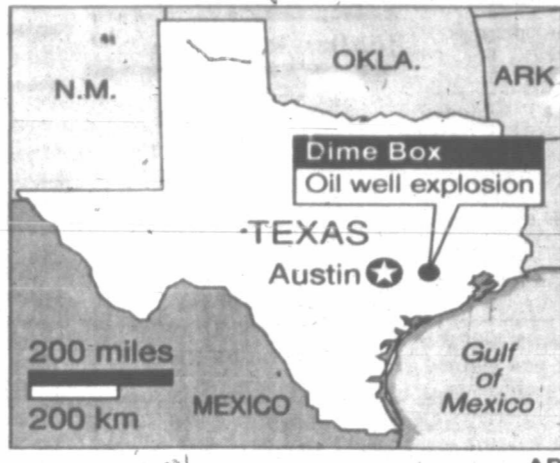 N.M.
OKLA.
ARK
Dime Box
Oil well explosion
TEXAS
Austin
200 miles
200 km
MEXICO
Gulf
of
Mexico